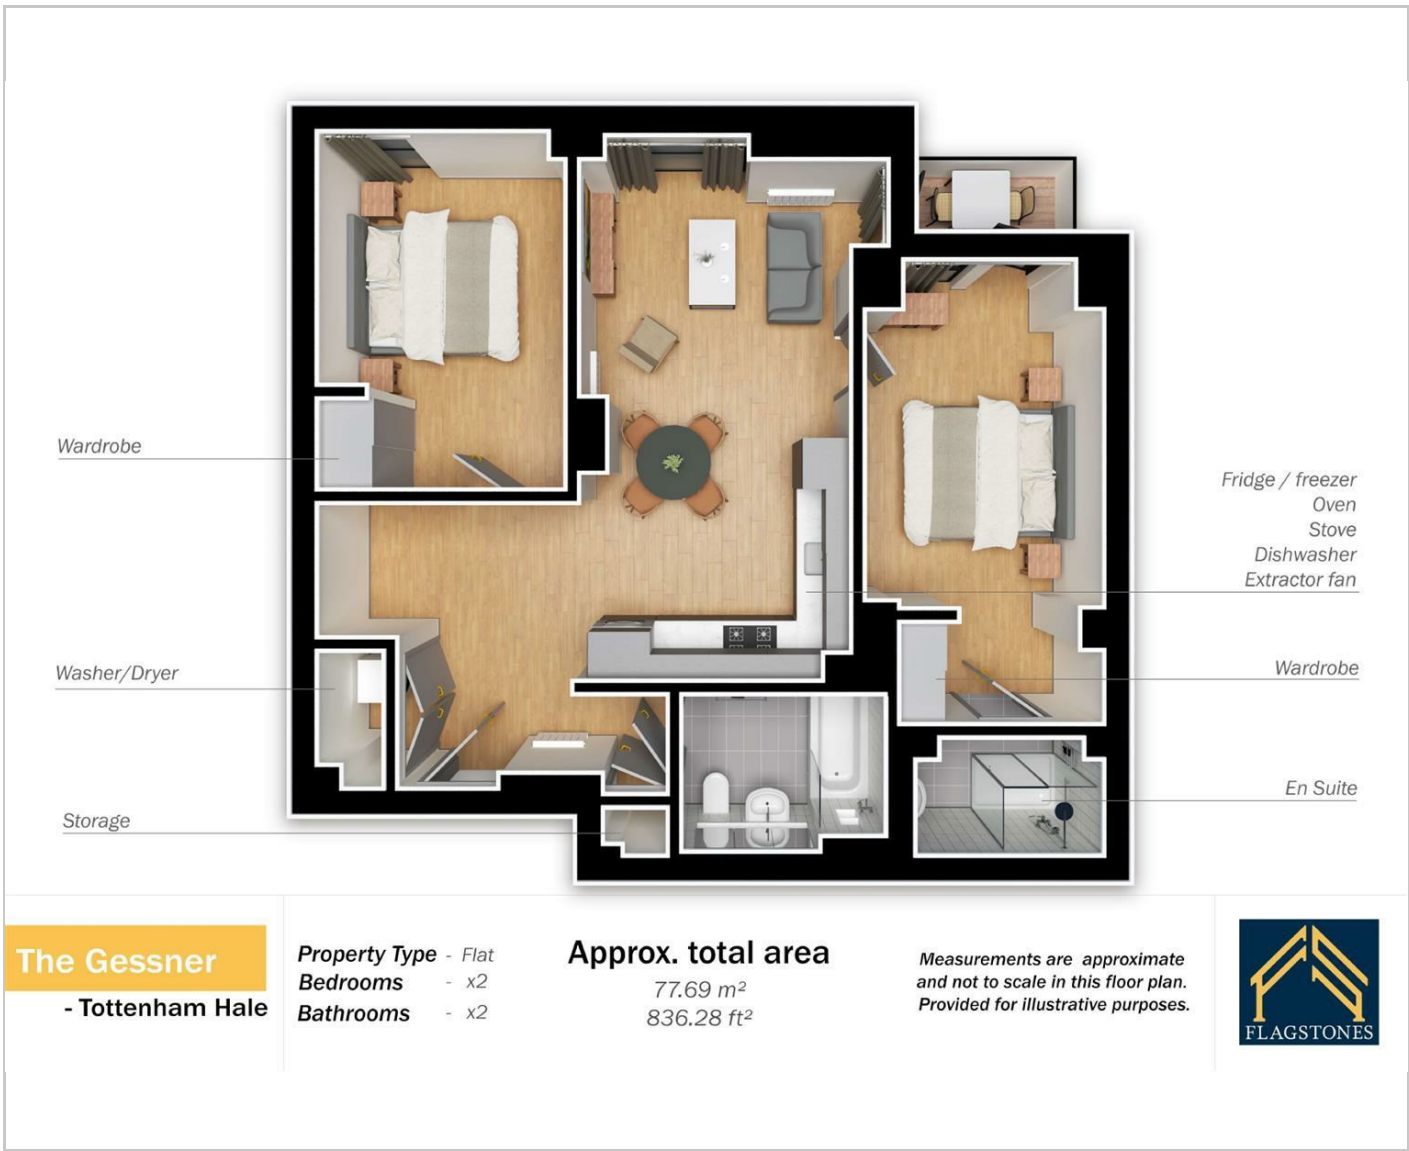 Wardrobe
Washer/Dryer
Storage
Fridge / freezer
Oven
Stove
Dishwasher
Extractor fan
Wardrobe
En Suite
The Gessner
- Tottenham Hale
Property Type - Flat
Bedrooms - x2
Bathrooms - x2
Approx. total area
77.69 m²
836.28 ft²
Measurements are approximate
and not to scale in this floor plan.
Provided for illustrative purposes.
FLAGSTONES